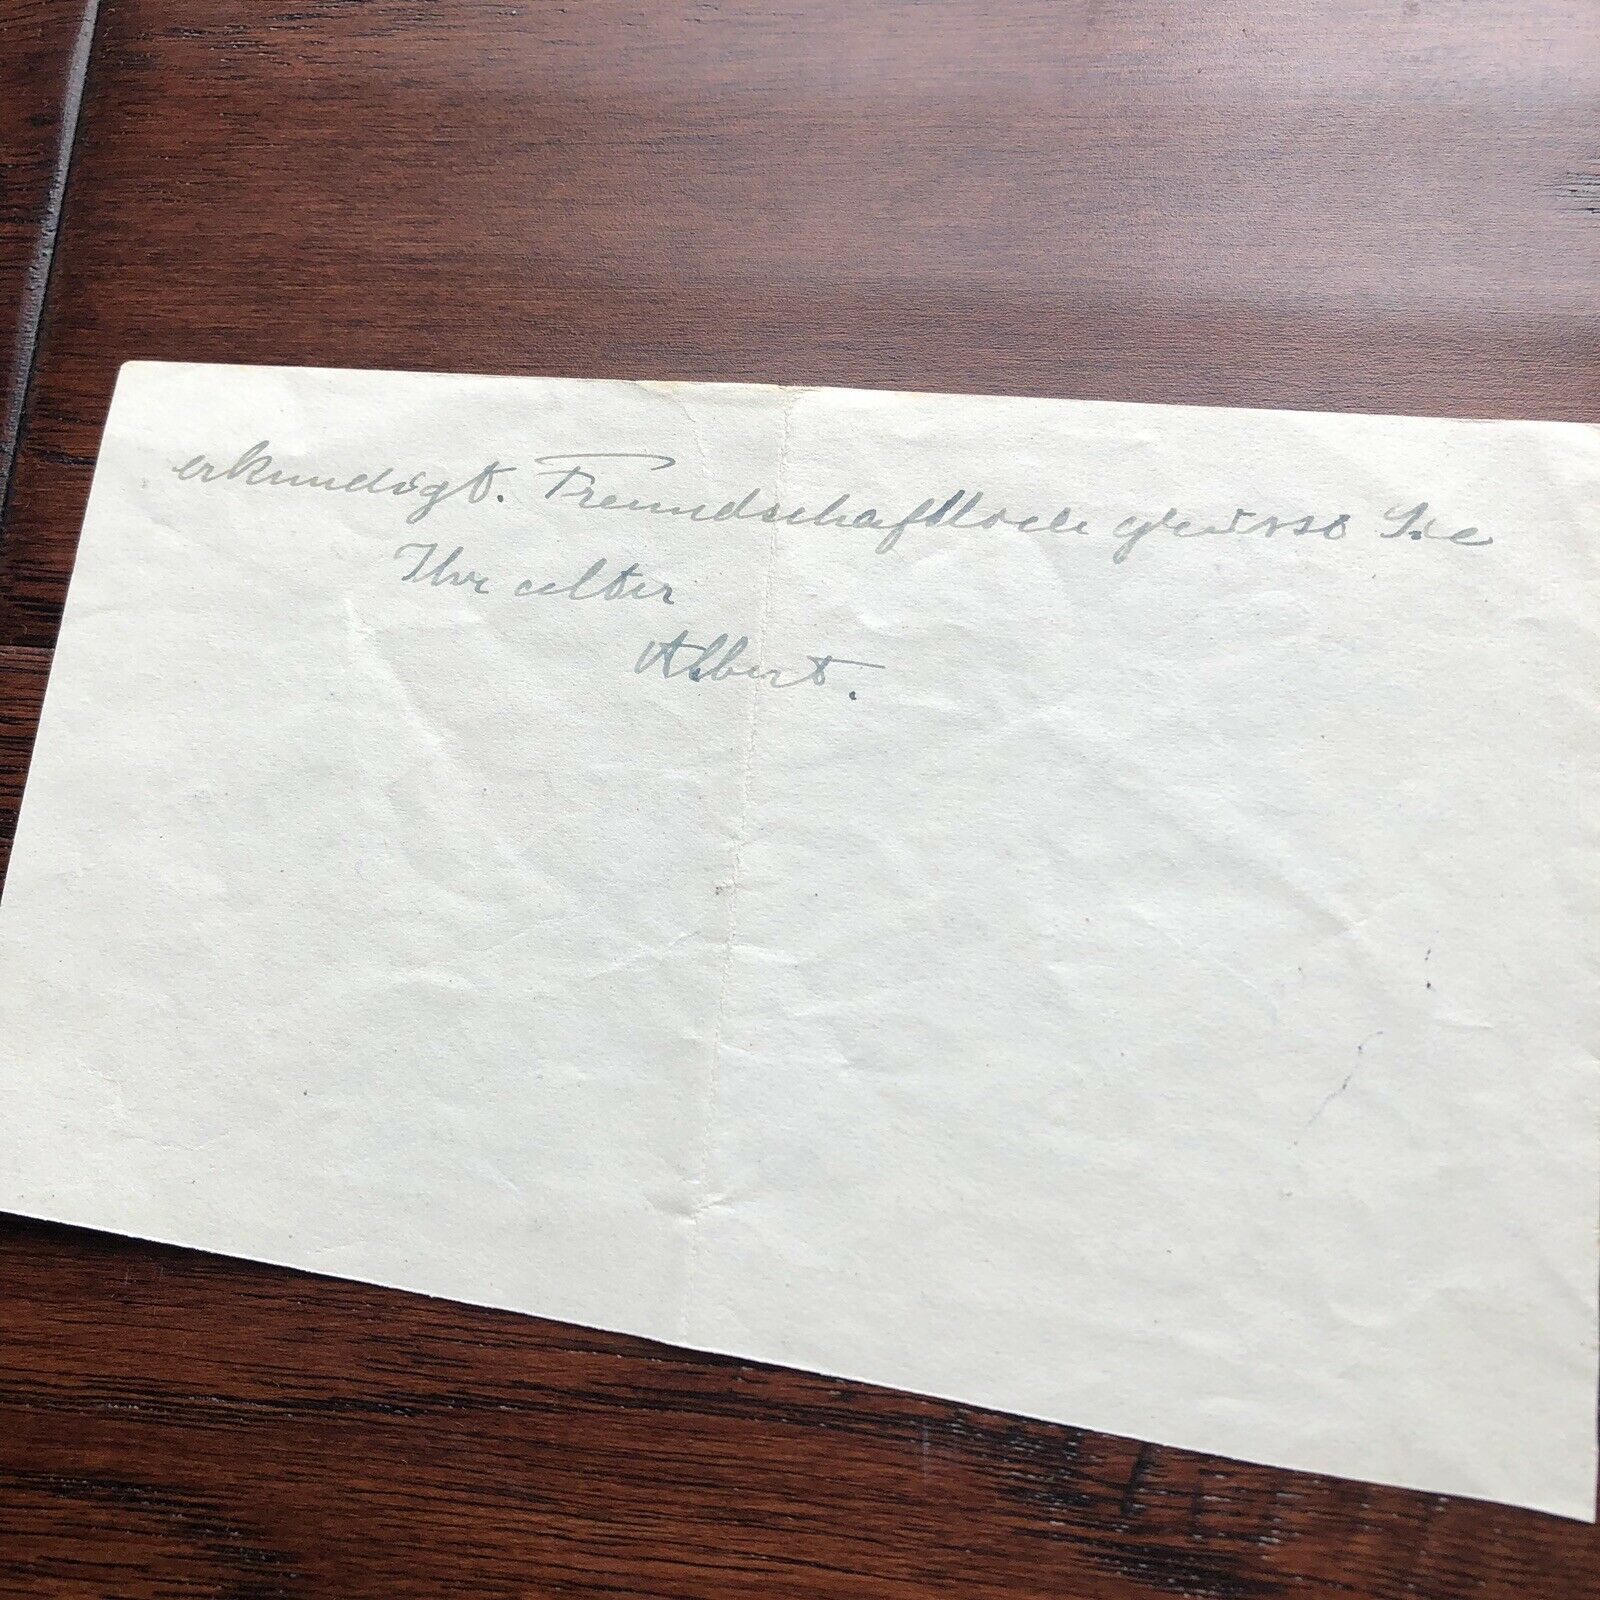 erkundigt. Freundschaftlich grüsst Sie
Ihr alter
Albert.